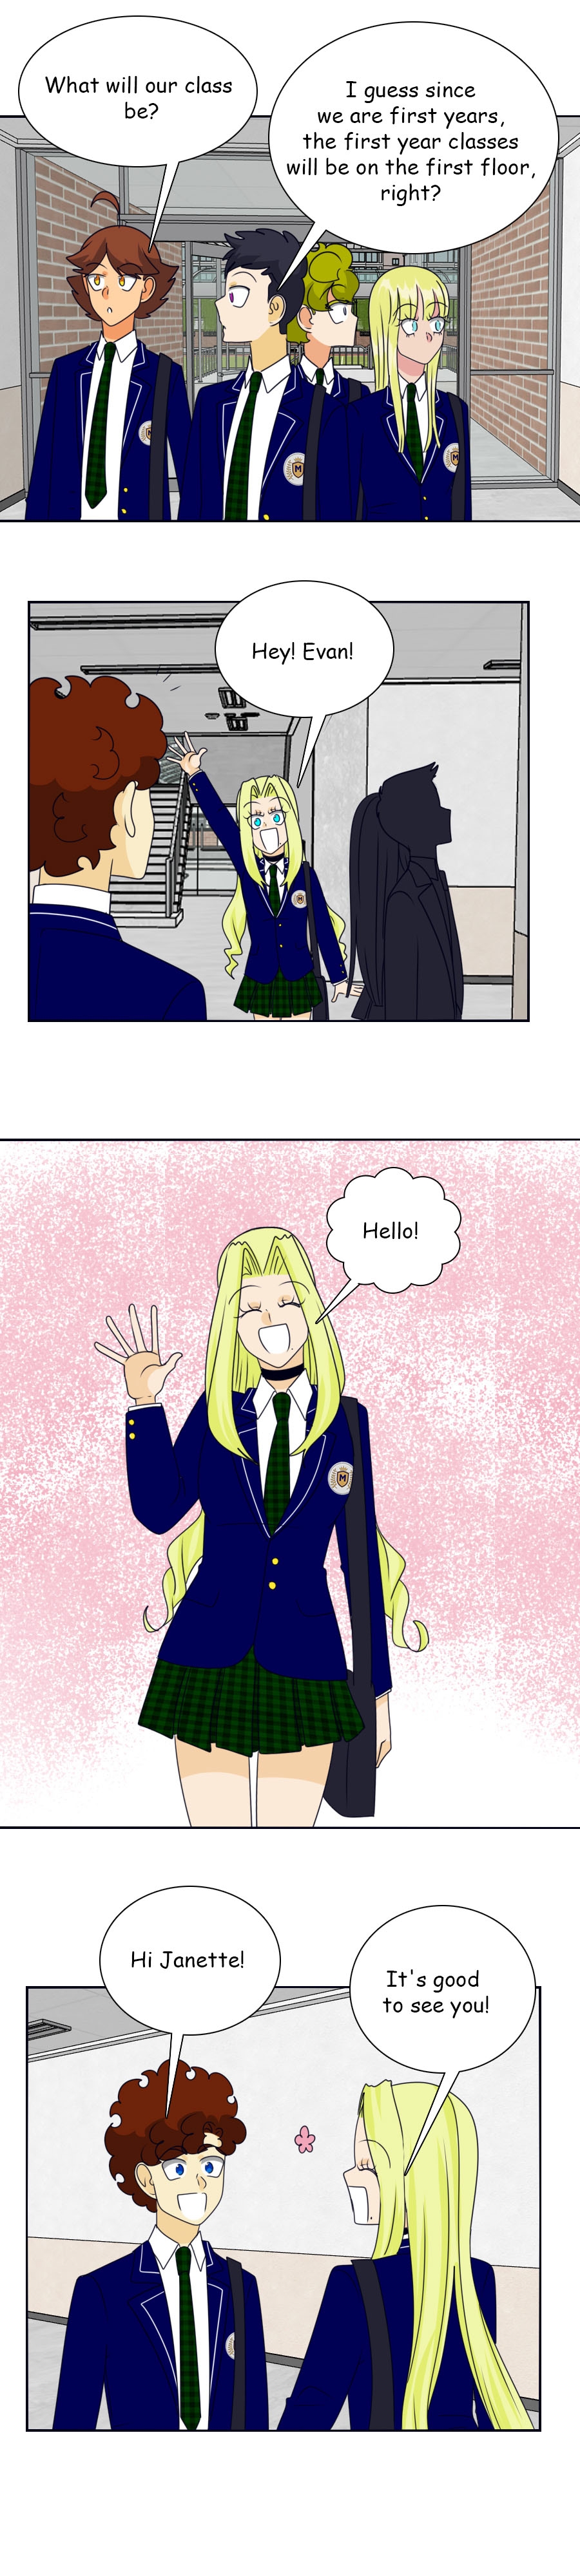 What will our class
be?
I guess since
we are first years,
the first year classes
will be on the first floor,
right?
M
M
M
Hey! Evan!
Hello!
M
Hi Janette!
It's good
to see you!